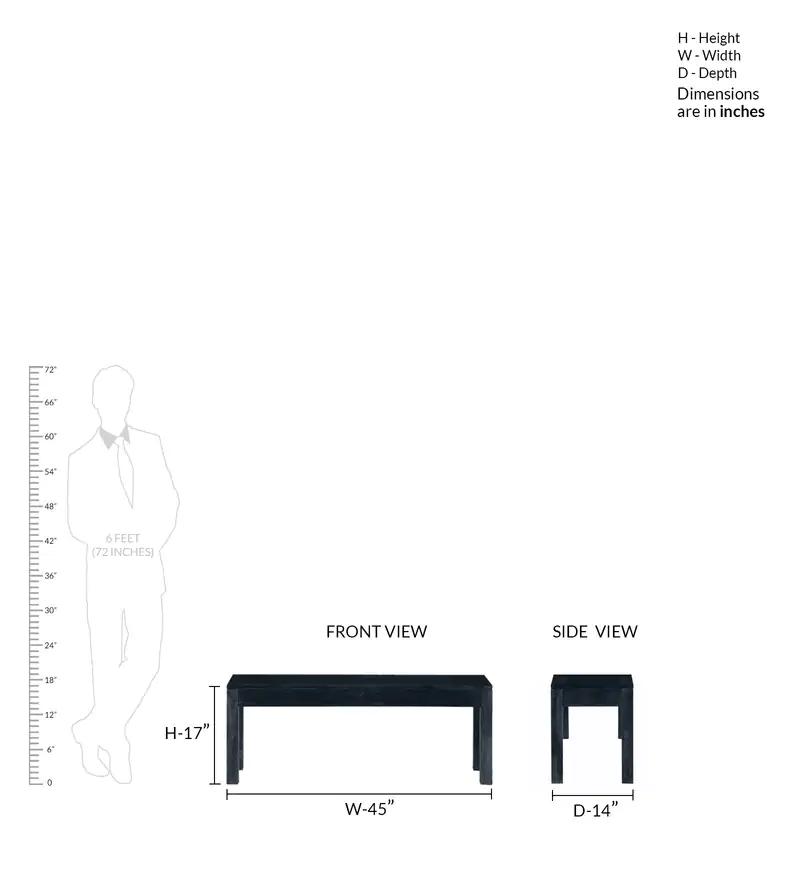 H - Height
W - Width
D - Depth
Dimensions
are in inches
72"
66"
60"
54"
48"
42"
36"
30"
24"
18"
12"
6"
0
6 FEET
(72 INCHES)
FRONT VIEW
SIDE VIEW
H-17”
W-45”
D-14”